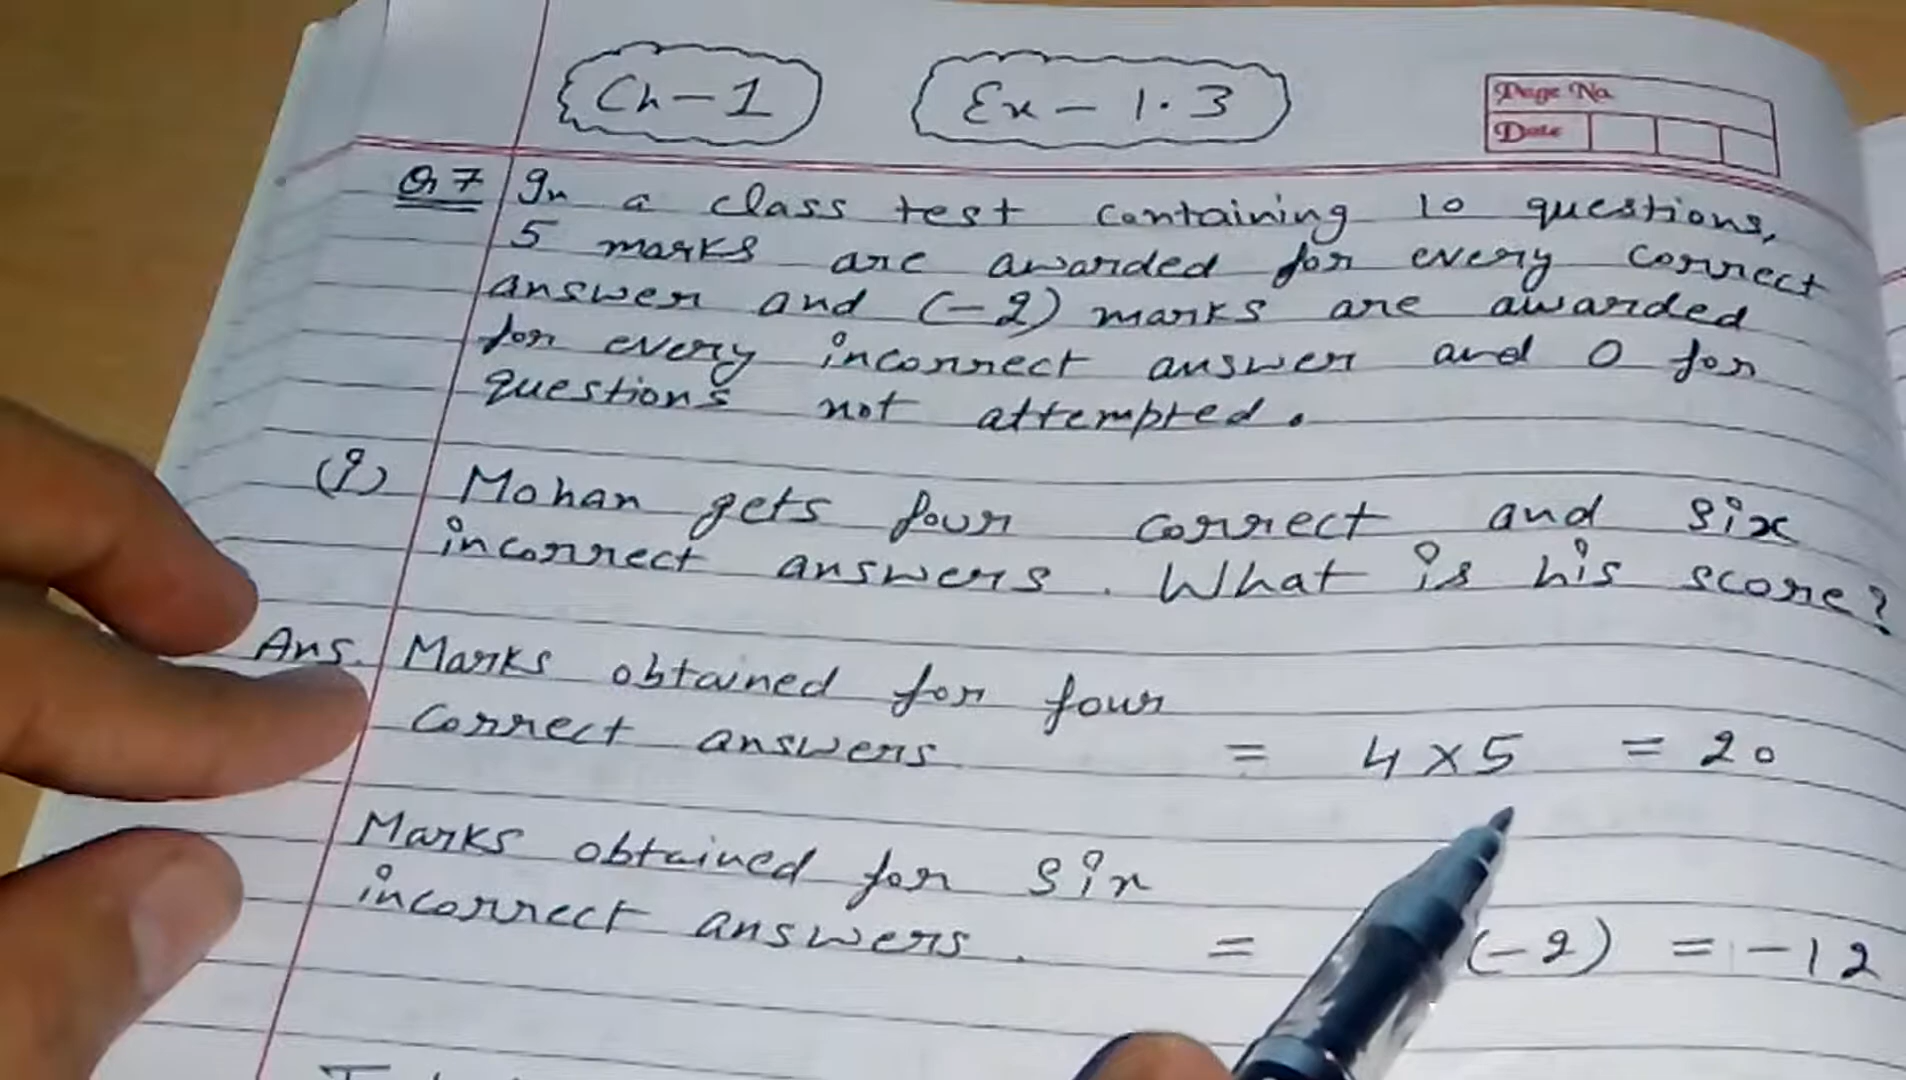 Ch-1 Ex-1.3
Page No.
Date
Q7 In a class test containing 10 questions,
5 marks are awarded for every correct
answer and (-2) marks are awarded
for every incorrect answer and 0 for
questions not attempted.
(i) Mohan gets four correct and six
incorrect answers. What is his score?
Ans. Marks obtained for four
correct answers = 4×5 = 20
Marks obtained for six
incorrect answers. = (-2) = -12